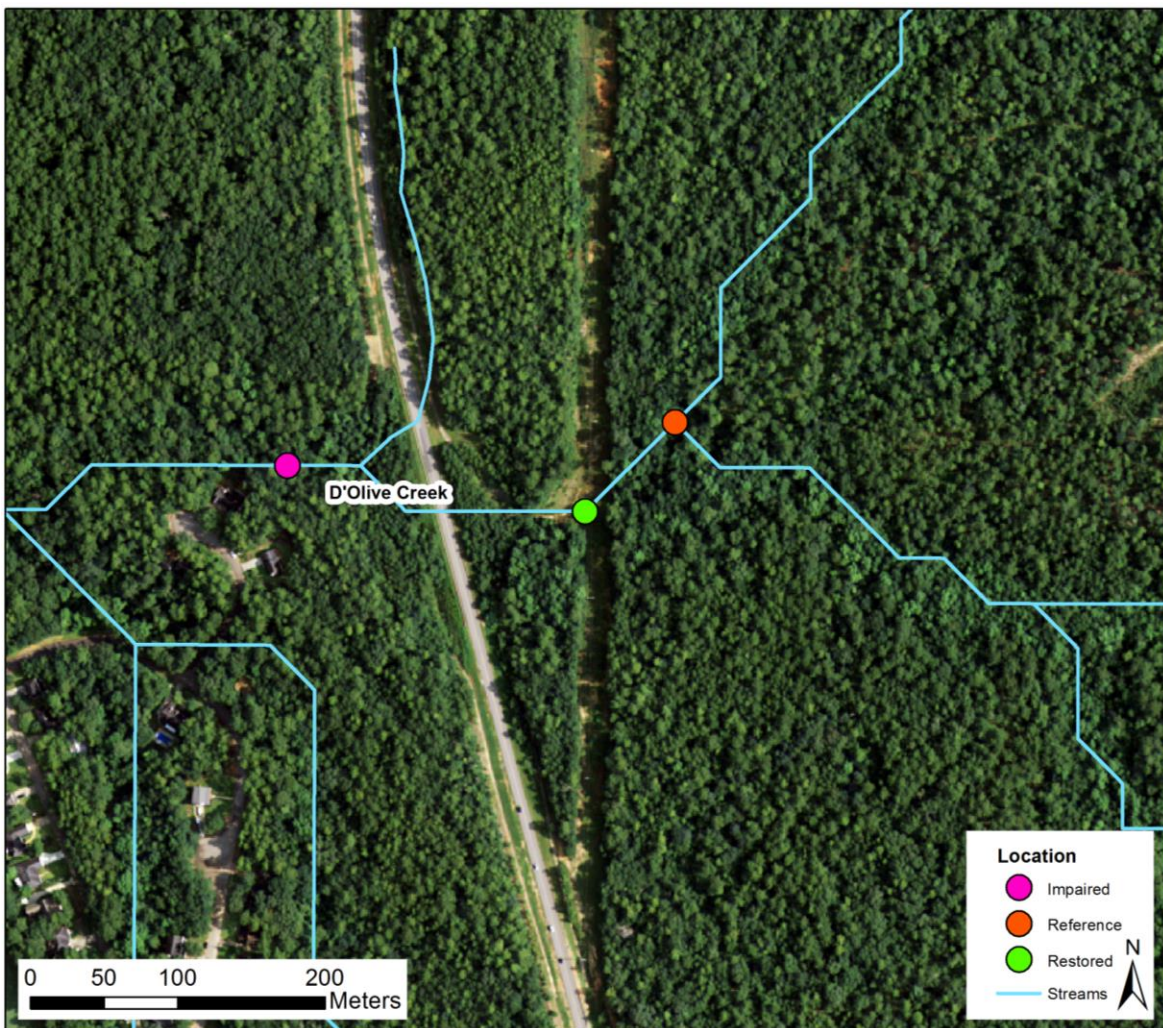 D'Olive Creek
Location
Impaired
Reference
Restored
Streams
N
0 50 100 200
Meters